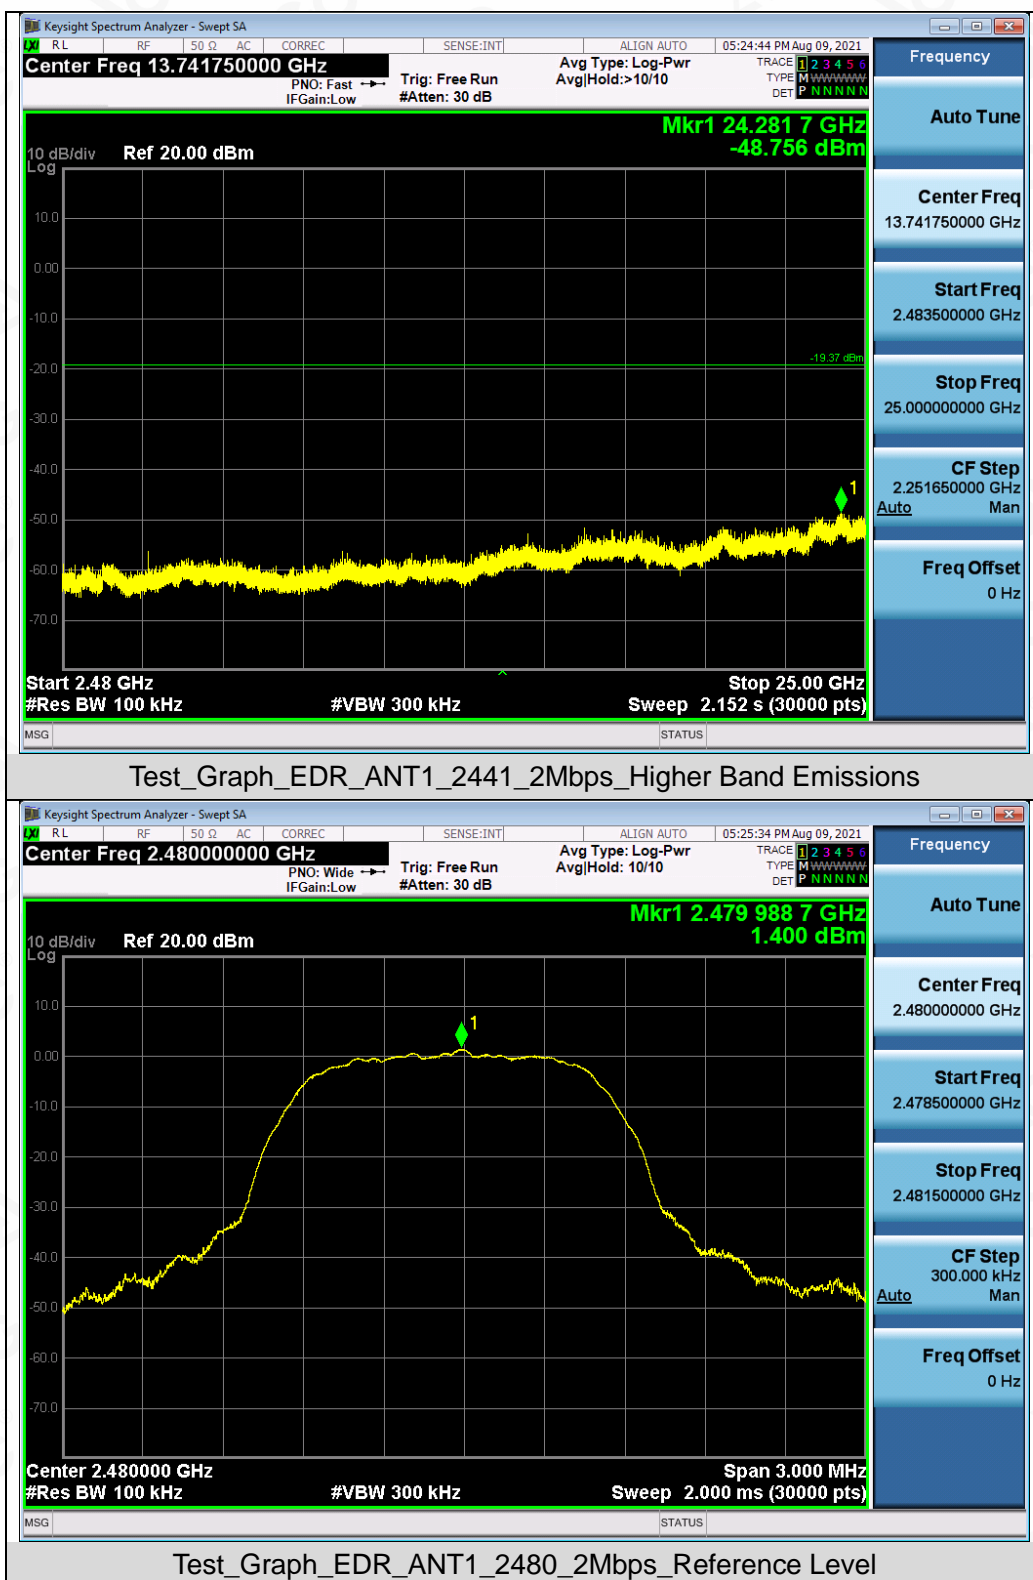 Keysight Spectrum Analyzer - Swept SA
LXI RL RF 50 Ω AC CORREC SENSE:INT ALIGN AUTO 05:24:44 PM Aug 09, 2021
Center Freq 13.741750000 GHz Avg Type: Log-Pwr TRACE 1 2 3 4 5 6
PNO: Fast Trig: Free Run Avg|Hold:>10/10 TYPE M WWWWW
IFGain:Low #Atten: 30 dB DET P N N N N N
Frequency
Auto Tune
Mkr1 24.281 7 GHz
-48.756 dBm
10 dB/div Ref 20.00 dBm
Log
10.0
0.00
-10.0
-20.0
-30.0
-40.0
-50.0
-60.0
-70.0
-19.37 dBm
1
Start 2.48 GHz Stop 25.00 GHz
#Res BW 100 kHz #VBW 300 kHz Sweep 2.152 s (30000 pts)
Center Freq
13.741750000 GHz
Start Freq
2.483500000 GHz
Stop Freq
25.000000000 GHz
CF Step
2.251650000 GHz
Auto Man
Freq Offset
0 Hz
MSG STATUS
Test_Graph_EDR_ANT1_2441_2Mbps_Higher Band Emissions
Keysight Spectrum Analyzer - Swept SA
LXI RL RF 50 Ω AC CORREC SENSE:INT ALIGN AUTO 05:25:34 PM Aug 09, 2021
Center Freq 2.480000000 GHz Avg Type: Log-Pwr TRACE 1 2 3 4 5 6
PNO: Wide Trig: Free Run Avg|Hold: 10/10 TYPE M WWWWW
IFGain:Low #Atten: 30 dB DET P N N N N N
Frequency
Auto Tune
Mkr1 2.479 988 7 GHz
1.400 dBm
10 dB/div Ref 20.00 dBm
Log
10.0
0.00
-10.0
-20.0
-30.0
-40.0
-50.0
-60.0
-70.0
1
Center 2.480000 GHz Span 3.000 MHz
#Res BW 100 kHz #VBW 300 kHz Sweep 2.000 ms (30000 pts)
Center Freq
2.480000000 GHz
Start Freq
2.478500000 GHz
Stop Freq
2.481500000 GHz
CF Step
300.000 kHz
Auto Man
Freq Offset
0 Hz
MSG STATUS
Test_Graph_EDR_ANT1_2480_2Mbps_Reference Level